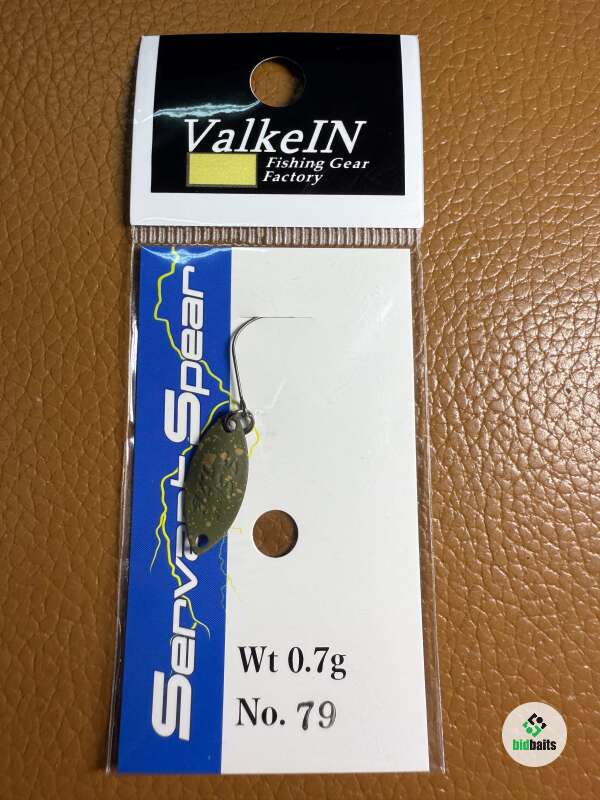 ValkeIN
Fishing Gear
Factory
Servant Spear
Wt 0.7g
No. 79
bidbaits